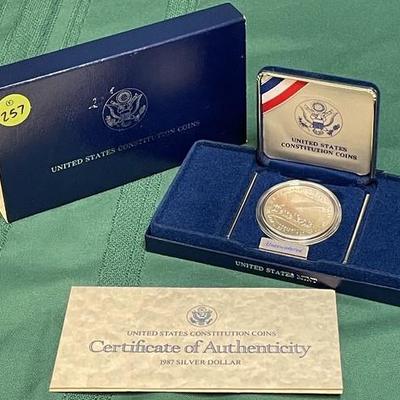 5
257
UNITED STATES CONSTITUTION COINS
UNITED STATES
CONSTITUTION COINS
Uncirculated
UNITED STATES MINT
UNITED STATES CONSTITUTION COINS
Certificate of Authenticity
1987 SILVER DOLLAR